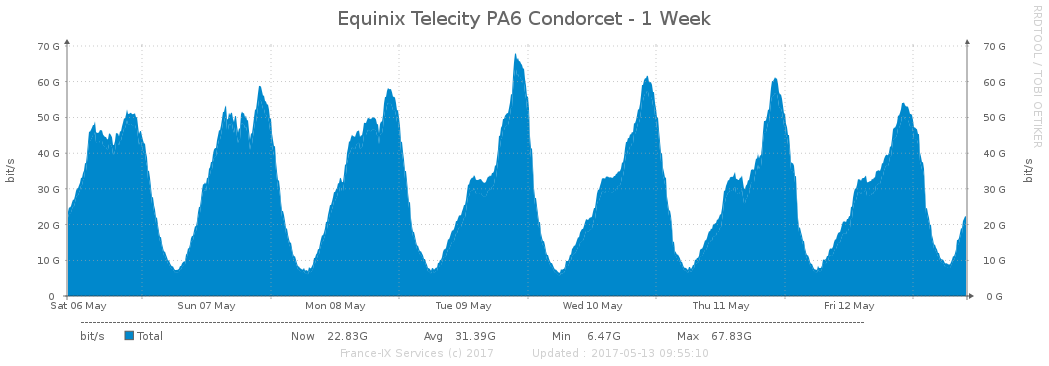 Equinix Telecity PA6 Condorcet - 1 Week
RRDTOOL / TOBI OETIKER
bit/s
bit/s
70 G 70 G
60 G 60 G
50 G 50 G
40 G 40 G
30 G 30 G
20 G 20 G
10 G 10 G
0 0 G
Sat 06 May Sun 07 May Mon 08 May Tue 09 May Wed 10 May Thu 11 May Fri 12 May
bit/s Total Now 22.83G Avg 31.39G Min 6.47G Max 67.83G
France-IX Services (c) 2017 Updated : 2017-05-13 09:55:10